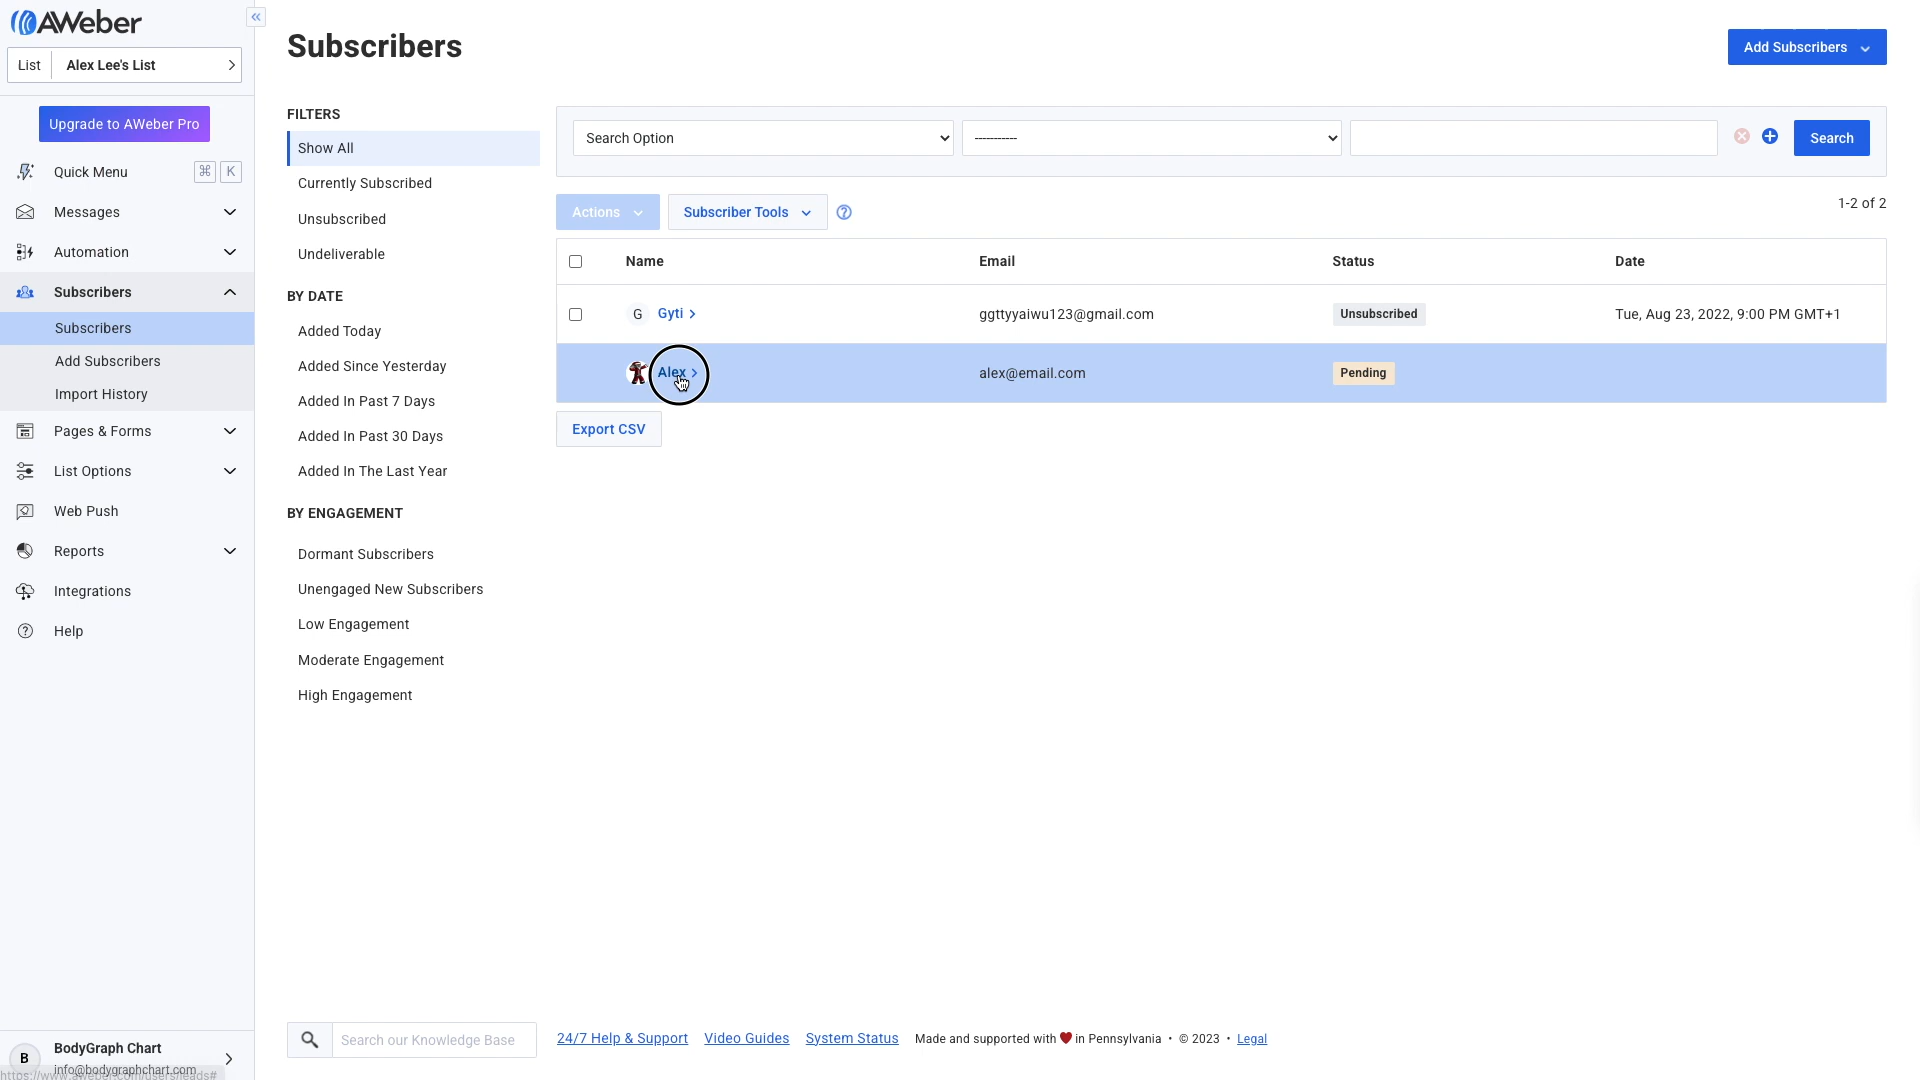 AWeber
List Alex Lee's List
Upgrade to AWeber Pro
Quick Menu ⌘ K
Messages
Automation
Subscribers
Subscribers
Add Subscribers
Import History
Pages & Forms
List Options
Web Push
Reports
Integrations
Help
BodyGraph Chart
B
info@bodygraphchart.com
https://www.aweber.com/users/leads#
Subscribers
Add Subscribers
FILTERS
Show All
Currently Subscribed
Unsubscribed
Undeliverable
BY DATE
Added Today
Added Since Yesterday
Added In Past 7 Days
Added In Past 30 Days
Added In The Last Year
BY ENGAGEMENT
Dormant Subscribers
Unengaged New Subscribers
Low Engagement
Moderate Engagement
High Engagement
Search Option ----------- Search
Actions Subscriber Tools 1-2 of 2
Name Email Status Date
G Gyti ggttyyaiwu123@gmail.com Unsubscribed Tue, Aug 23, 2022, 9:00 PM GMT+1
Alex alex@email.com Pending
Export CSV
Search our Knowledge Base 24/7 Help & Support Video Guides System Status Made and supported with ❤ in Pennsylvania • © 2023 • Legal